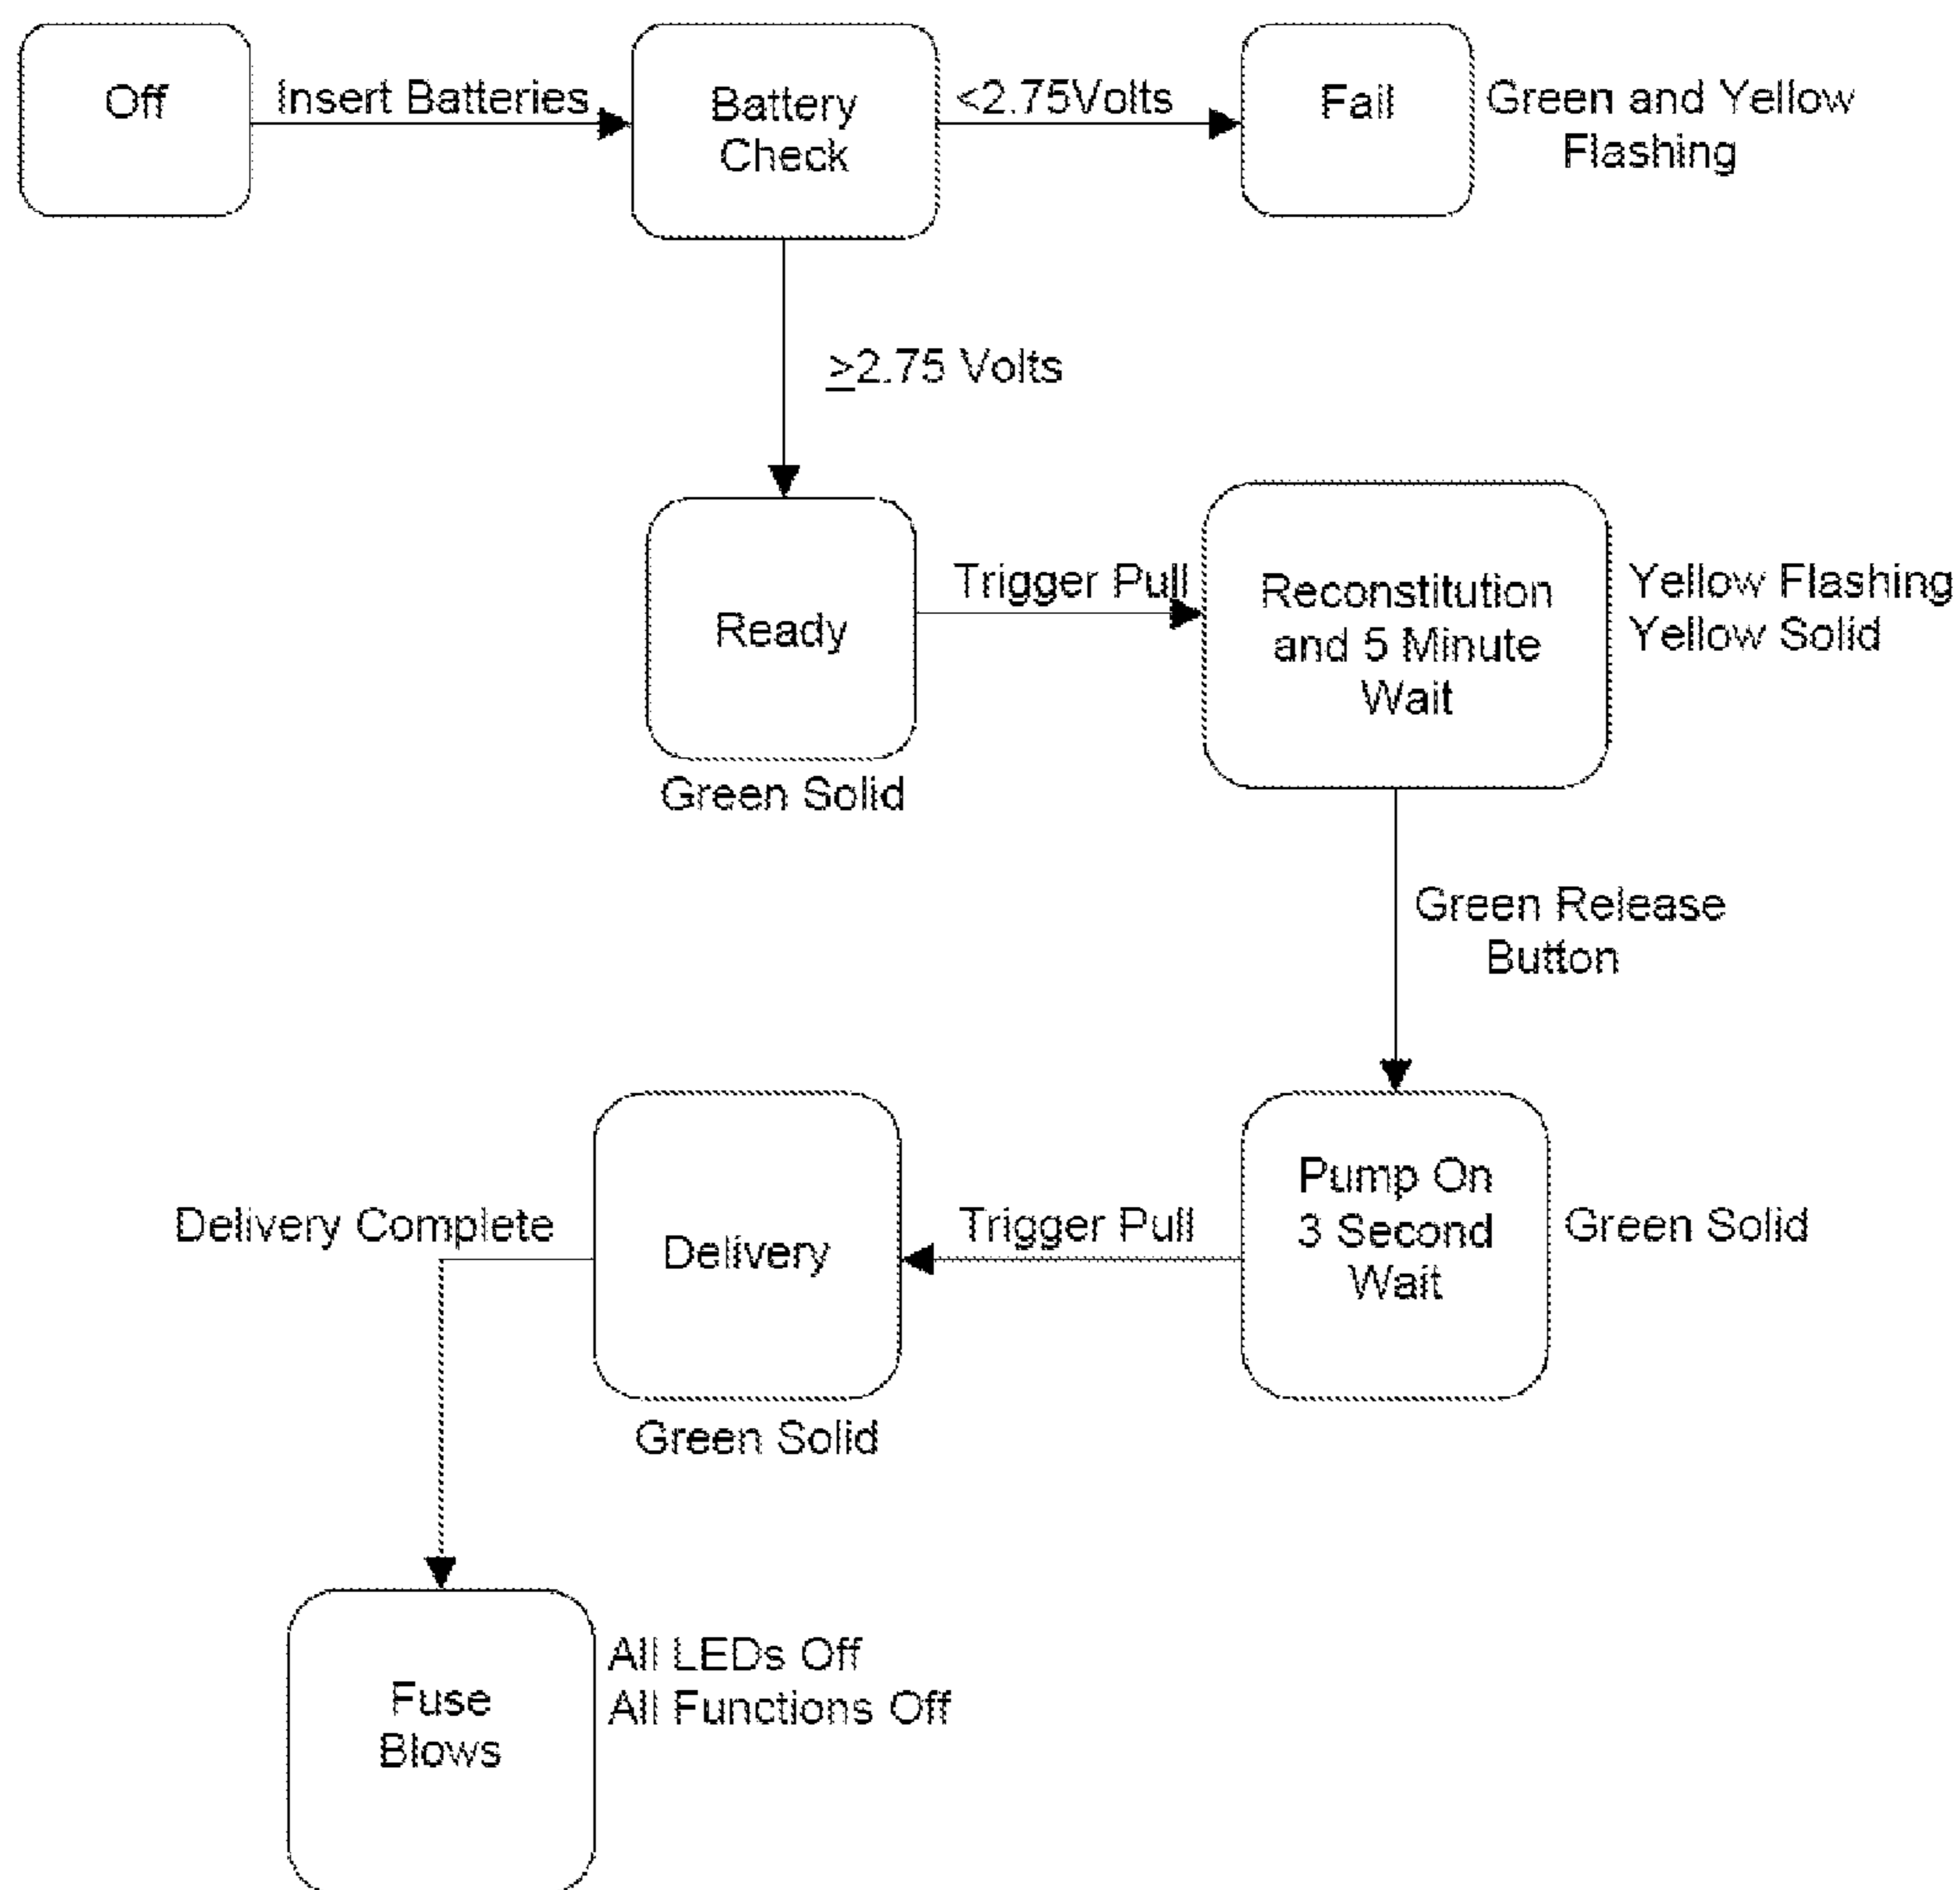 Off
Insert Batteries
Battery
Check
<2.75Volts
Fail
Green and Yellow
Flashing
≥2.75 Volts
Ready
Green Solid
Trigger Pull
Reconstitution
and 5 Minute
Wait
Yellow Flashing
Yellow Solid
Green Release
Button
Pump On
3 Second
Wait
Green Solid
Trigger Pull
Delivery
Green Solid
Delivery Complete
Fuse
Blows
All LEDs Off
All Functions Off